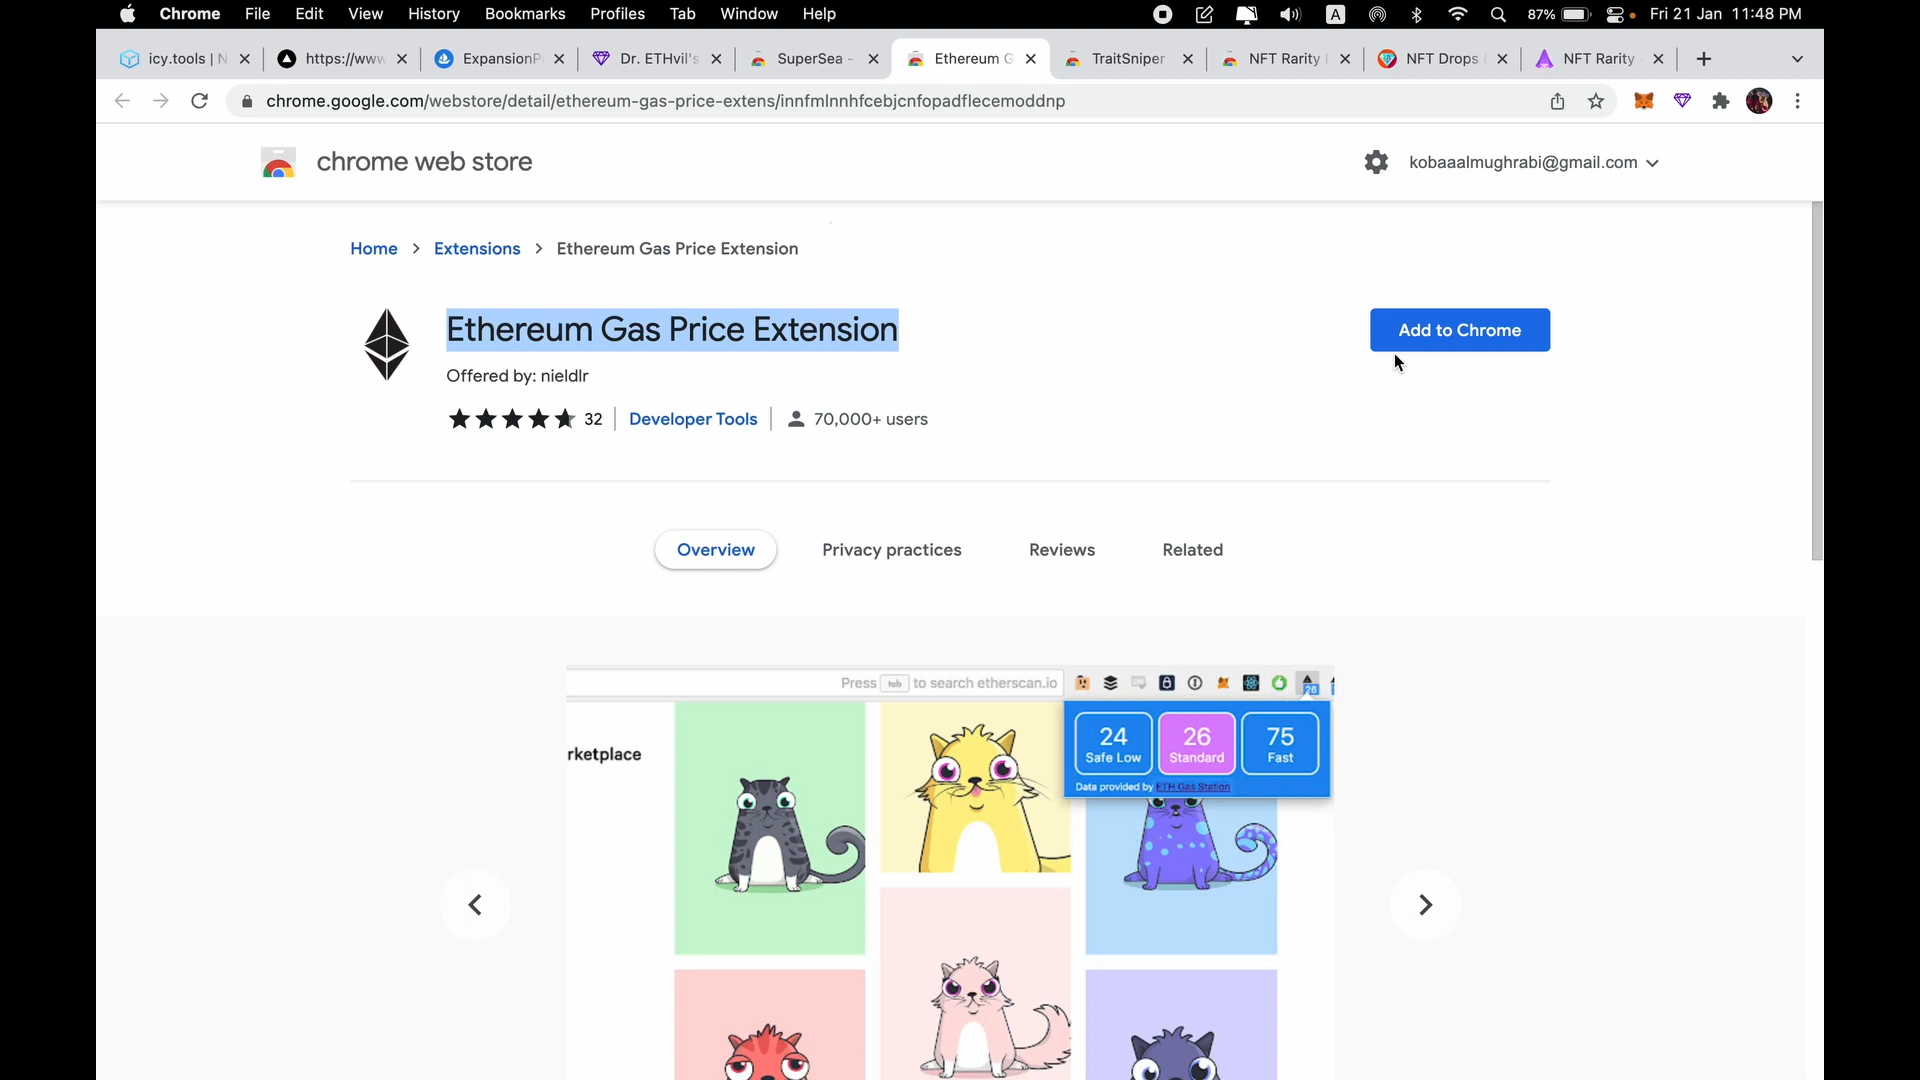 Chrome File Edit View History Bookmarks Profiles Tab Window Help A 87% Fri 21 Jan 11:48 PM
icy.tools | N https://www ExpansionP Dr. ETHvil's SuperSea - Ethereum G TraitSniper NFT Rarity NFT Drops NFT Rarity
chrome.google.com/webstore/detail/ethereum-gas-price-extens/innfmlnnhfcebjcnfopadflecemoddnp
chrome web store kobaaalmughrabi@gmail.com
Home > Extensions > Ethereum Gas Price Extension
Ethereum Gas Price Extension Add to Chrome
Offered by: nieldlr
32 Developer Tools 70,000+ users
Overview Privacy practices Reviews Related
Press tab to search etherscan.io 26
24 26 75
rketplace Safe Low Standard Fast
Data provided by ETH Gas Station